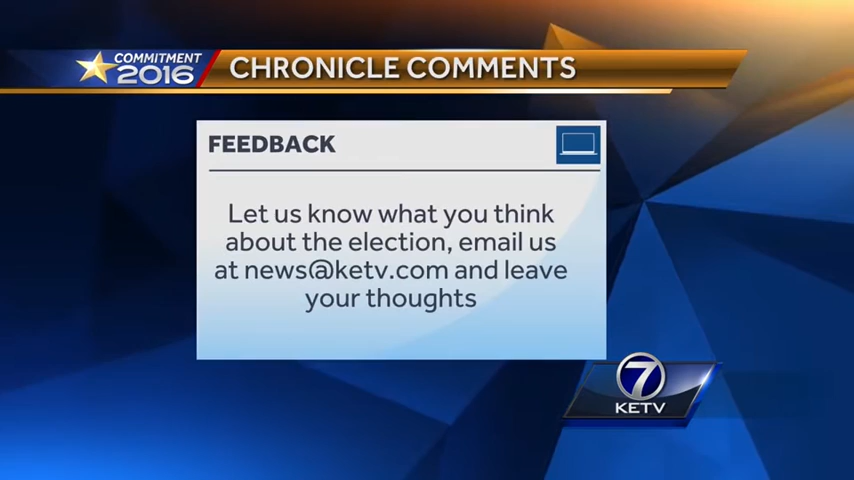 COMMITMENT
2016
CHRONICLE COMMENTS
FEEDBACK
Let us know what you think
about the election, email us
at news@ketv.com and leave
your thoughts
7
KETV